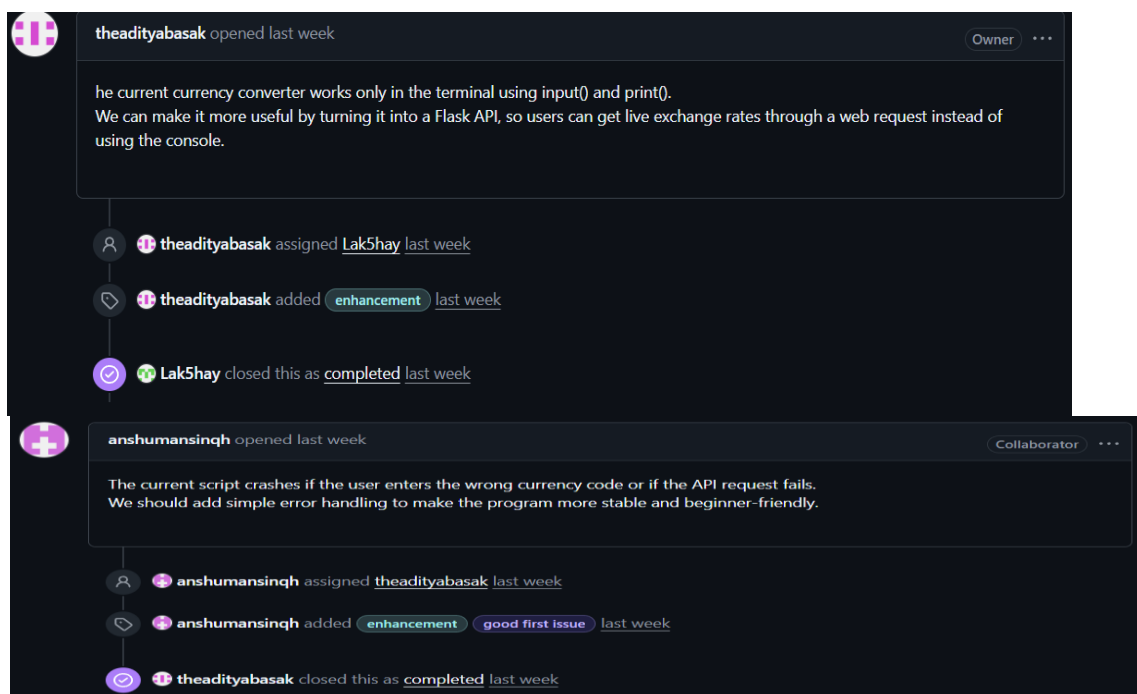 theadityabasak opened last week
Owner ...
he current currency converter works only in the terminal using input() and print().
We can make it more useful by turning it into a Flask API, so users can get live exchange rates through a web request instead of
using the console.
theadityabasak assigned Lak5hay last week
theadityabasak added enhancement last week
Lak5hay closed this as completed last week
anshumansinqh opened last week
Collaborator ...
The current script crashes if the user enters the wrong currency code or if the API request fails.
We should add simple error handling to make the program more stable and beginner-friendly.
anshumansinqh assigned theadityabasak last week
anshumansinqh added enhancement good first issue last week
theadityabasak closed this as completed last week